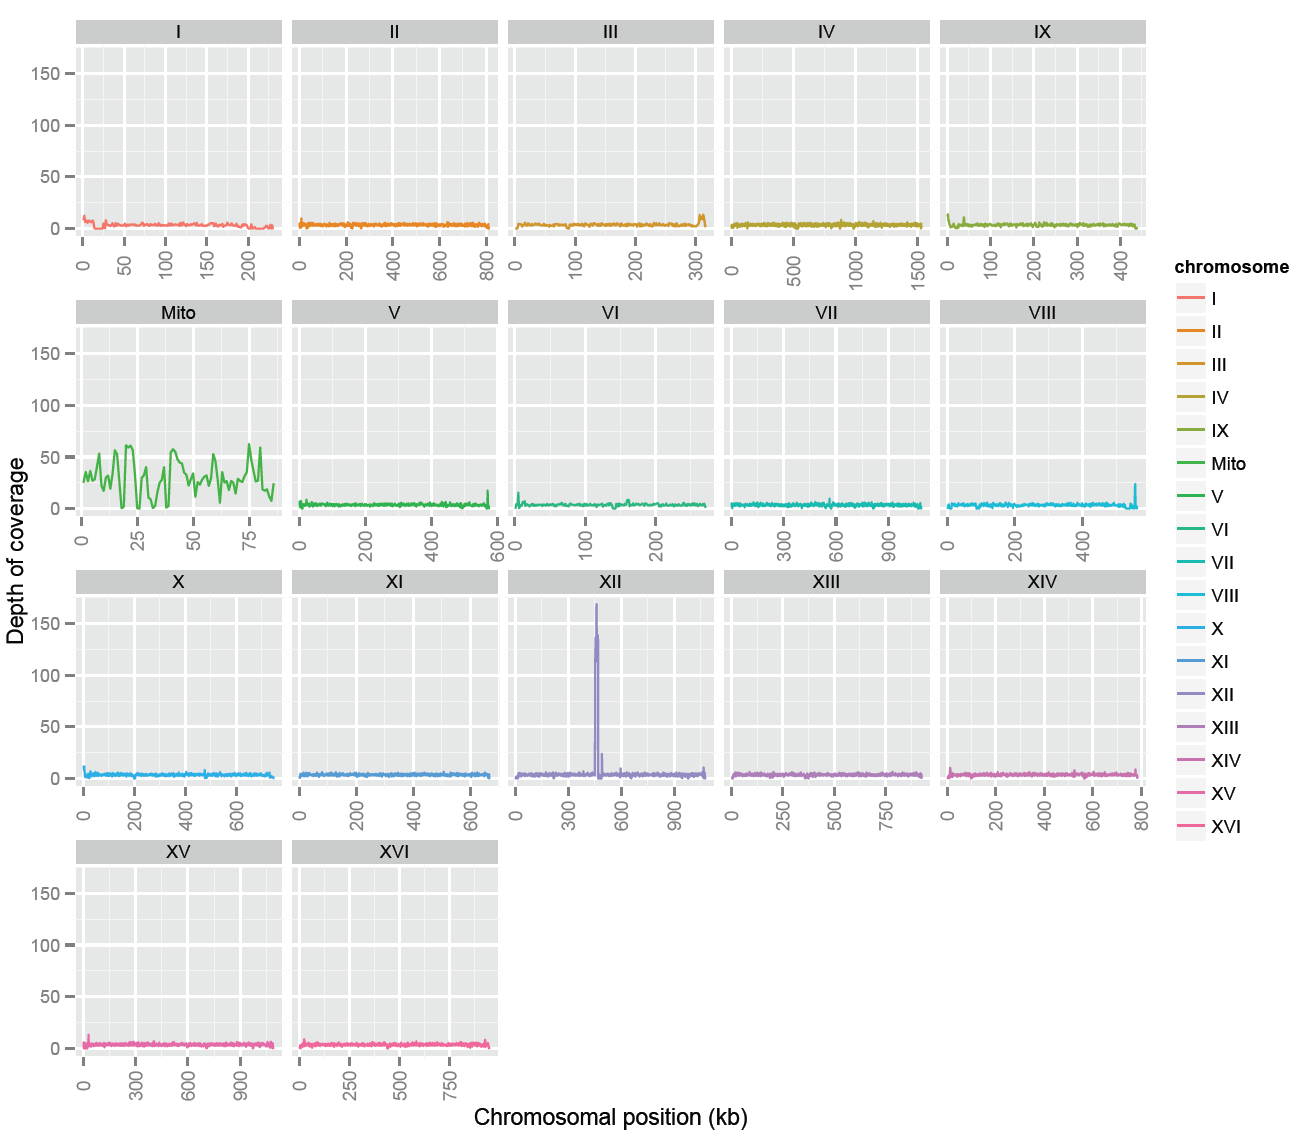 I II III IV IX
150
100
50
0
0 50 100 150 200 0 200 400 600 800 0 100 200 300 0 500 1000 1500 0 100 200 300 400
Mito V VI VII VIII
150
100
50
0
0 25 50 75 0 200 400 600 0 100 200 0 300 600 900 0 200 400
X XI XII XIII XIV
150
100
50
0
0 200 400 600 0 200 400 600 0 300 600 900 0 250 500 750 0 200 400 600 800
XV XVI
150
100
50
0
0 300 600 900 0 250 500 750
Depth of coverage
Chromosomal position (kb)
chromosome
I
II
III
IV
IX
Mito
V
VI
VII
VIII
X
XI
XII
XIII
XIV
XV
XVI